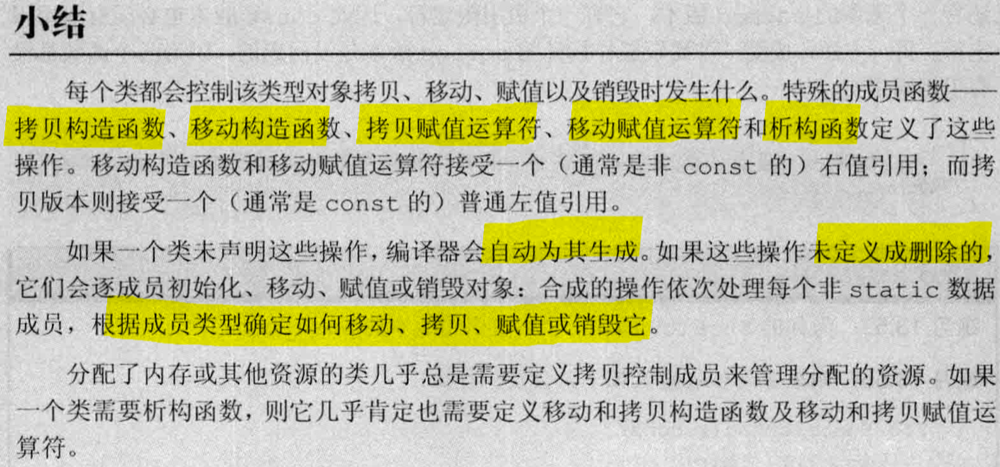 小结
每个类都会控制该类型对象拷贝、移动、赋值以及销毁时发生什么。特殊的成员函数——
拷贝构造函数、移动构造函数、拷贝赋值运算符、移动赋值运算符和析构函数定义了这些
操作。移动构造函数和移动赋值运算符接受一个（通常是非 const 的）右值引用；而拷
贝版本则接受一个（通常是 const 的）普通左值引用。
如果一个类未声明这些操作，编译器会自动为其生成。如果这些操作未定义成删除的，
它们会逐成员初始化、移动、赋值或销毁对象：合成的操作依次处理每个非 static 数据
成员，根据成员类型确定如何移动、拷贝、赋值或销毁它。
分配了内存或其他资源的类几乎总是需要定义拷贝控制成员来管理分配的资源。如果
一个类需要析构函数，则它几乎肯定也需要定义移动和拷贝构造函数及移动和拷贝赋值运
算符。